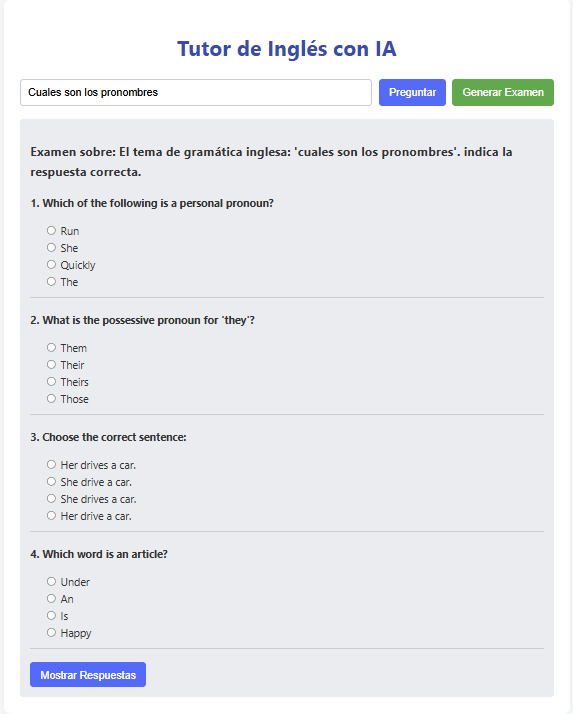 Tutor de Inglés con IA
Cuales son los pronombres
Preguntar
Generar Examen
Examen sobre: El tema de gramática inglesa: 'cuales son los pronombres'. indica la
respuesta correcta.
1. Which of the following is a personal pronoun?
Run
She
Quickly
The
2. What is the possessive pronoun for 'they'?
Them
Their
Theirs
Those
3. Choose the correct sentence:
Her drives a car.
She drive a car.
She drives a car.
Her drive a car.
4. Which word is an article?
Under
An
Is
Happy
Mostrar Respuestas